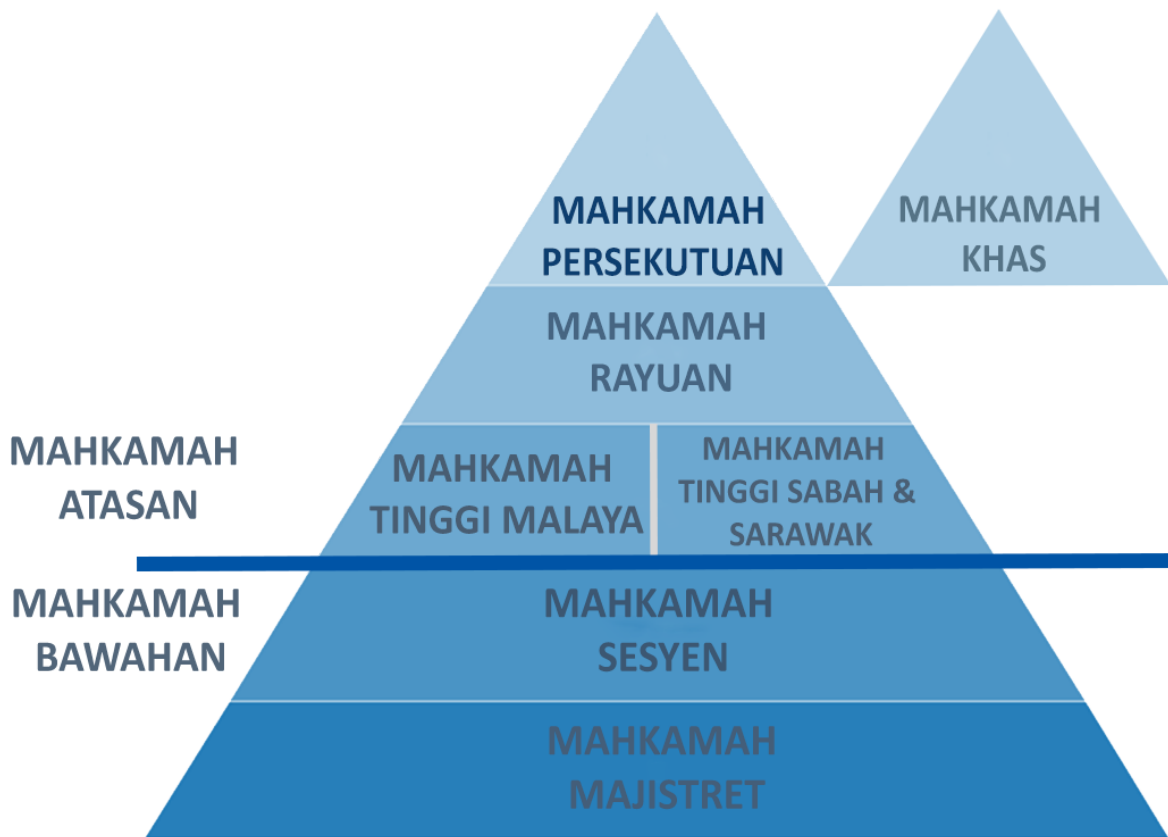 MAHKAMAH
PERSEKUTUAN
MAHKAMAH
KHAS
MAHKAMAH
RAYUAN
MAHKAMAH
ATASAN
MAHKAMAH
TINGGI MALAYA
MAHKAMAH
TINGGI SABAH &
SARAWAK
MAHKAMAH
BAWAHAN
MAHKAMAH
SESYEN
MAHKAMAH
MAJISTRET